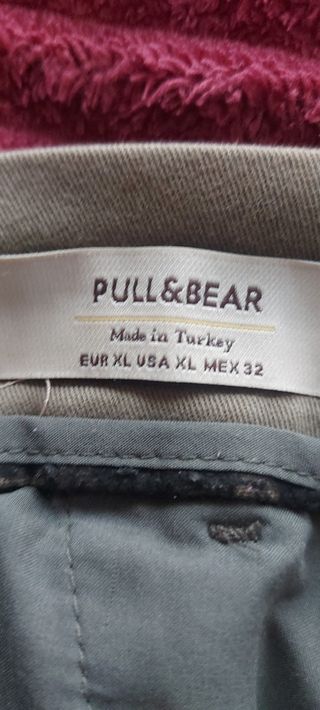 PULL&BEAR
Made in Turkey
EUR XL USA XL MEX 32